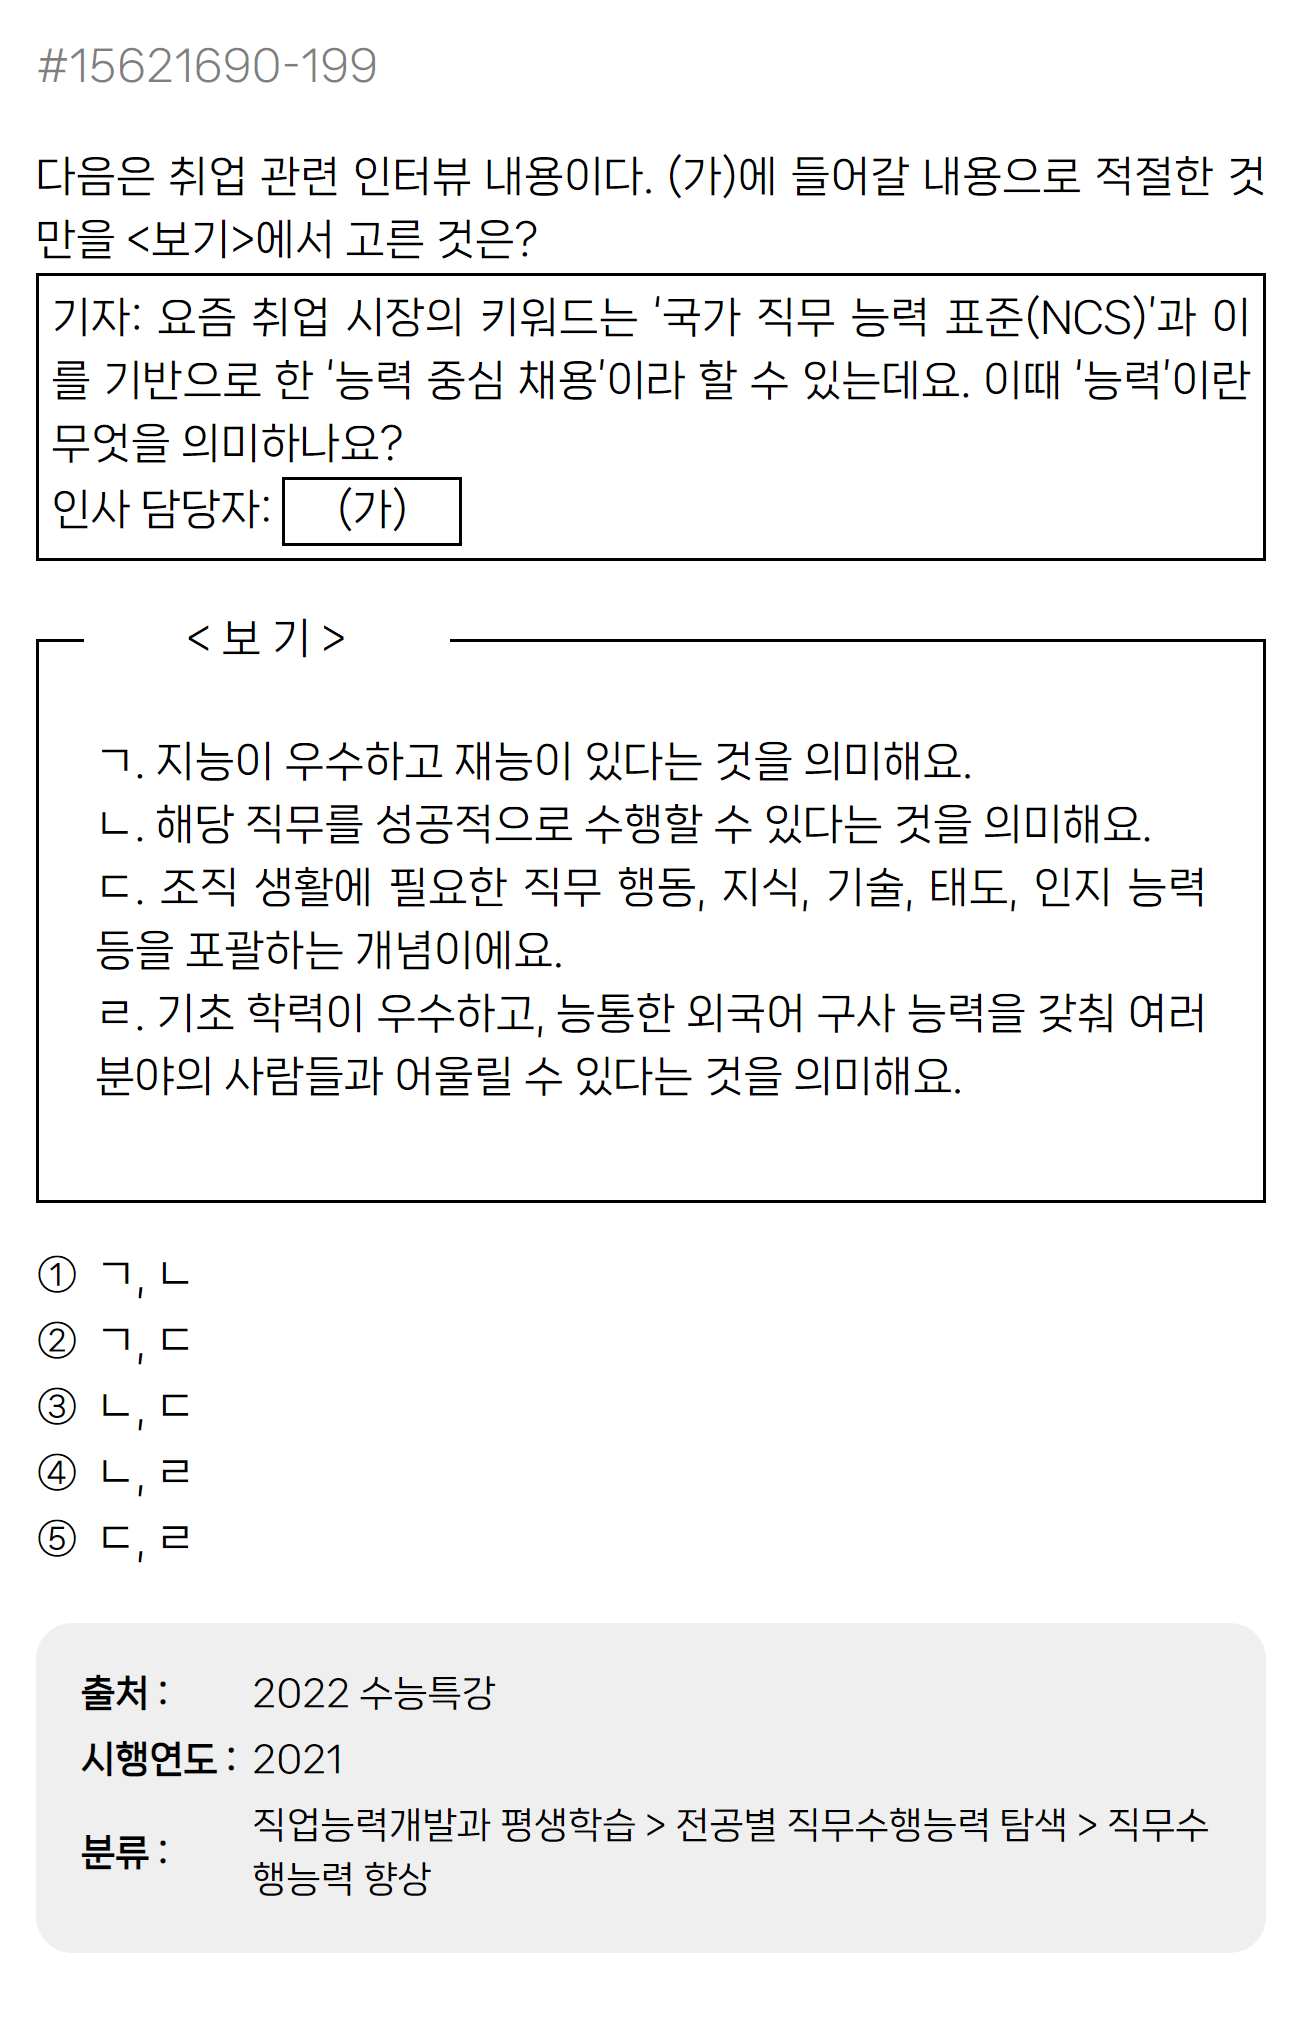 #15621690-199
다음은 취업 관련 인터뷰 내용이다. (가)에 들어갈 내용으로 적절한 것
만을 <보기>에서 고른 것은?
기자: 요즘 취업 시장의 키워드는 '국가 직무 능력 표준(NCS)'과 이
를 기반으로 한 '능력 중심 채용'이라 할 수 있는데요. 이때 '능력'이란
무엇을 의미하나요?
인사 담당자: (가)
< 보 기 >
ㄱ. 지능이 우수하고 재능이 있다는 것을 의미해요.
ㄴ. 해당 직무를 성공적으로 수행할 수 있다는 것을 의미해요.
ㄷ. 조직 생활에 필요한 직무 행동, 지식, 기술, 태도, 인지 능력
등을 포괄하는 개념이에요.
ㄹ. 기초 학력이 우수하고, 능통한 외국어 구사 능력을 갖춰 여러
분야의 사람들과 어울릴 수 있다는 것을 의미해요.
① ㄱ, ㄴ
② ㄱ, ㄷ
③ ㄴ, ㄷ
④ ㄴ, ㄹ
⑤ ㄷ, ㄹ
출처 : 2022 수능특강
시행연도 : 2021
분류 : 직업능력개발과 평생학습 > 전공별 직무수행능력 탐색 > 직무수
행능력 향상